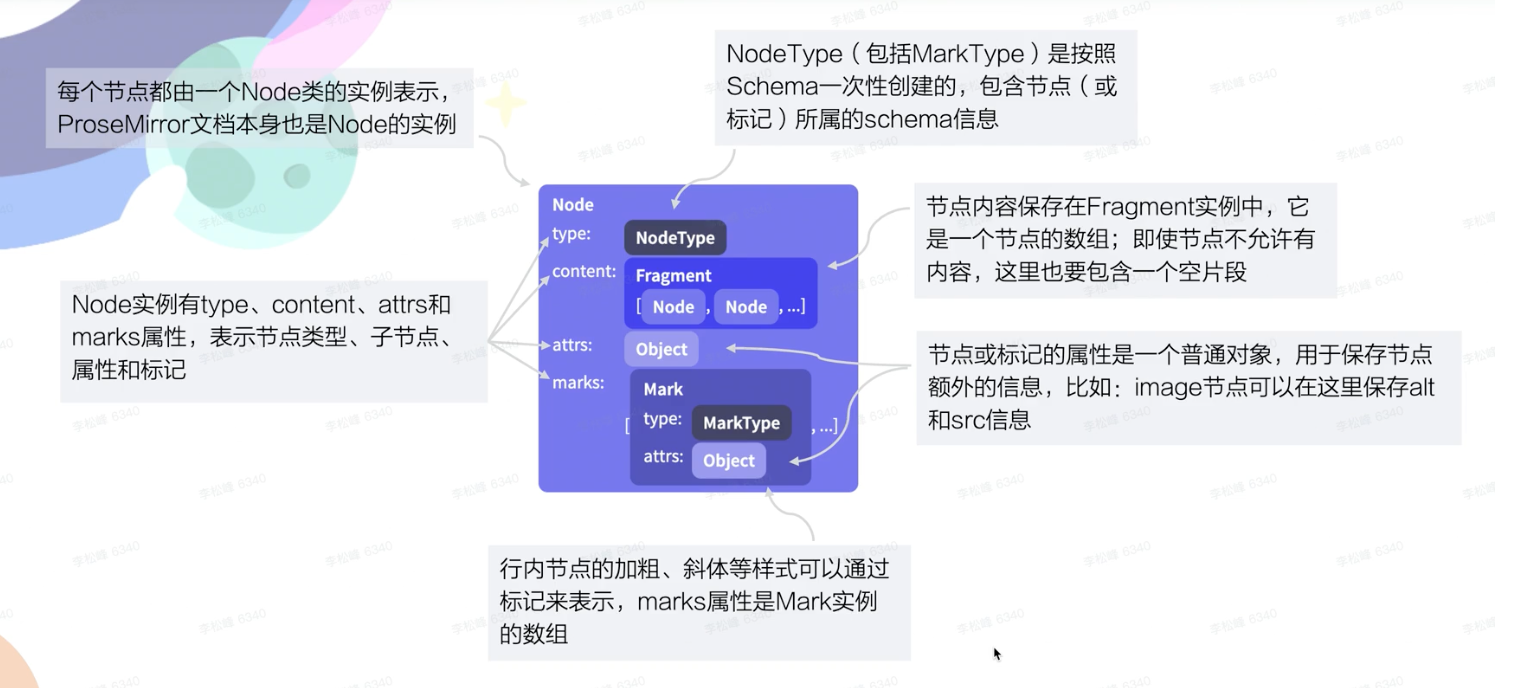 每个节点都由一个Node类的实例表示，
ProseMirror文档本身也是Node的实例
NodeType（包括MarkType）是按照
Schema一次性创建的，包含节点（或
标记）所属的schema信息
Node
type:
NodeType
content:
Fragment
[ Node , Node , ...]
attrs:
Object
marks:
Mark
type:
MarkType
[
, ...]
attrs:
Object
节点内容保存在Fragment实例中，它
是一个节点的数组；即使节点不允许有
内容，这里也要包含一个空片段
Node实例有type、content、attrs和
marks属性，表示节点类型、子节点、
属性和标记
节点或标记的属性是一个普通对象，用于保存节点
额外的信息，比如：image节点可以在这里保存alt
和src信息
行内节点的加粗、斜体等样式可以通过
标记来表示，marks属性是Mark实例
的数组
李松峰 6340